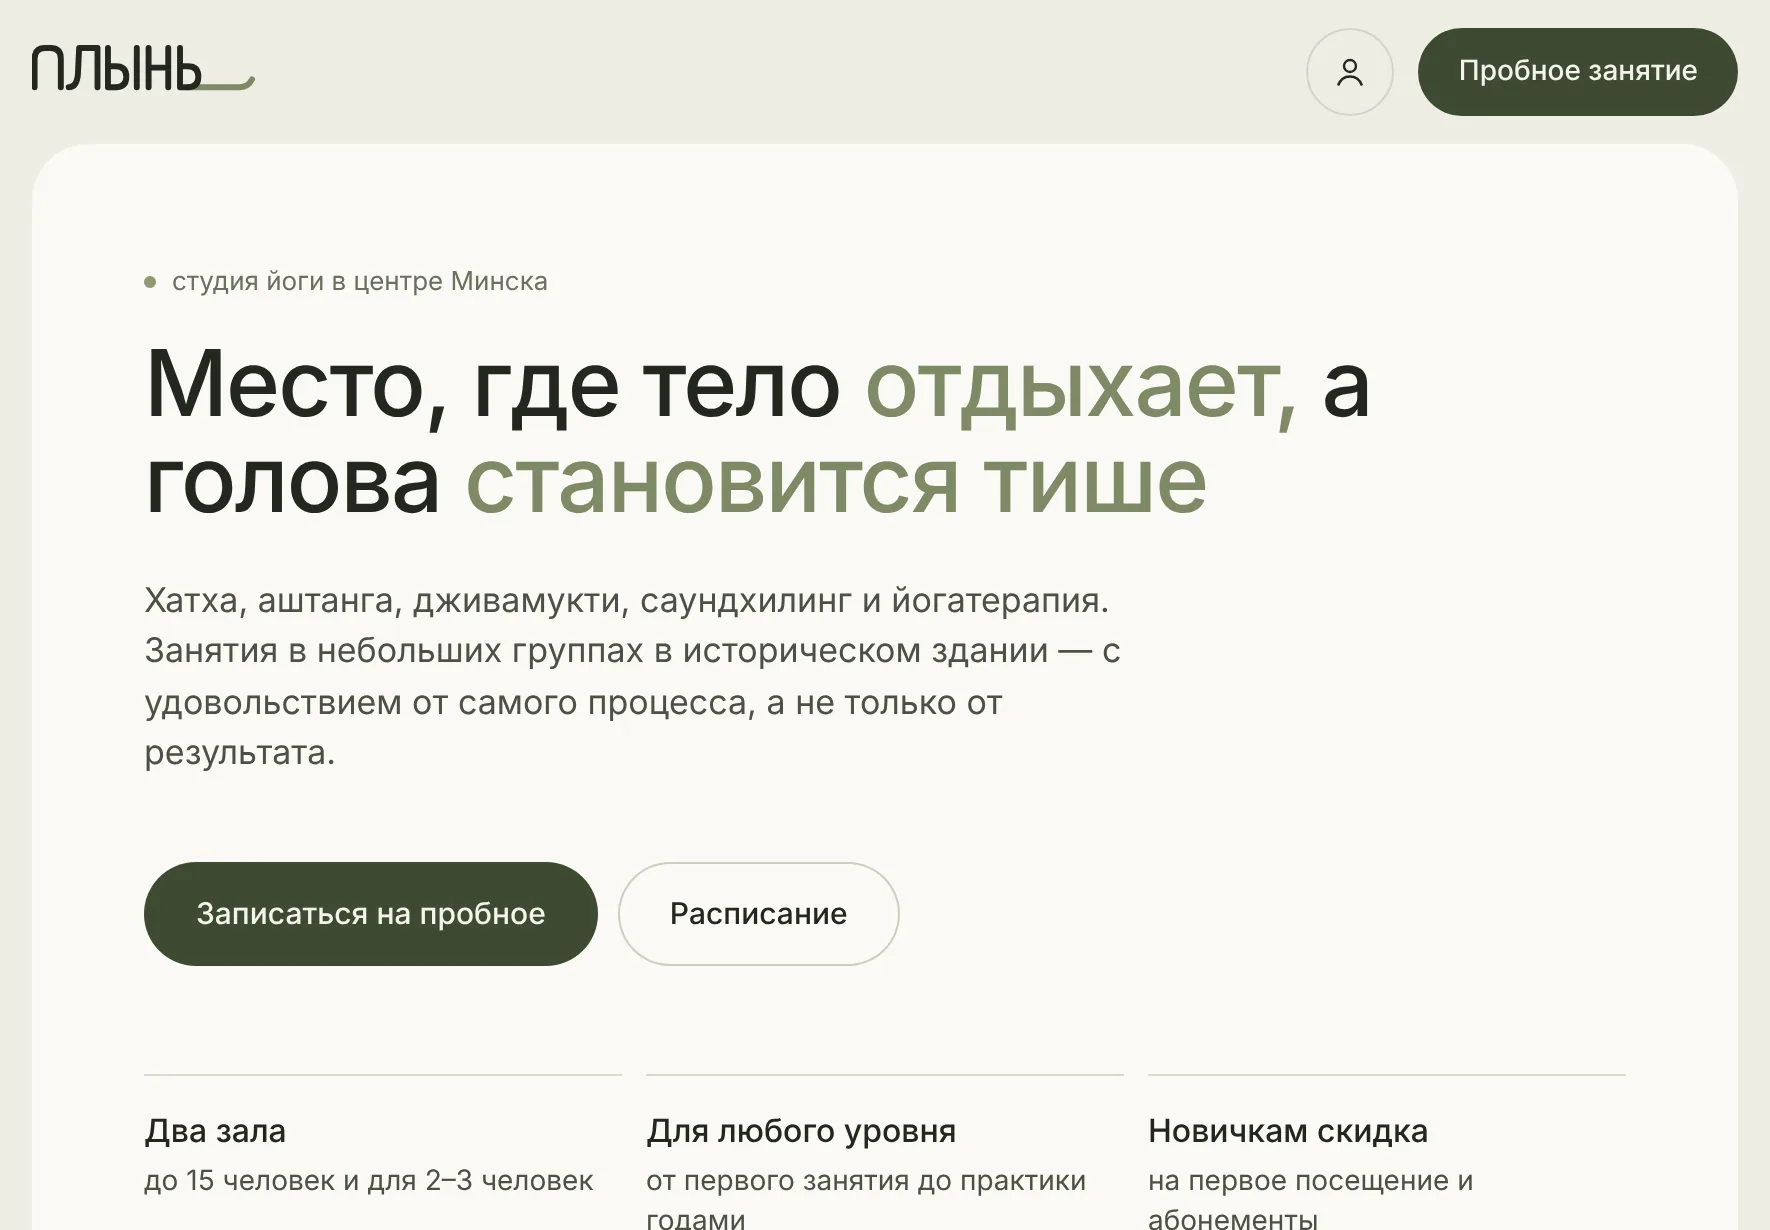 ПЛЫНЬ
Пробное занятие
студия йоги в центре Минска
Место, где тело отдыхает, а
голова становится тише
Хатха, аштанга, дживамукти, саундхилинг и йогатерапия.
Занятия в небольших группах в историческом здании — с
удовольствием от самого процесса, а не только от
результата.
Записаться на пробное
Расписание
Два зала
до 15 человек и для 2–3 человек
Для любого уровня
от первого занятия до практики
годами
Новичкам скидка
на первое посещение и
абонементы